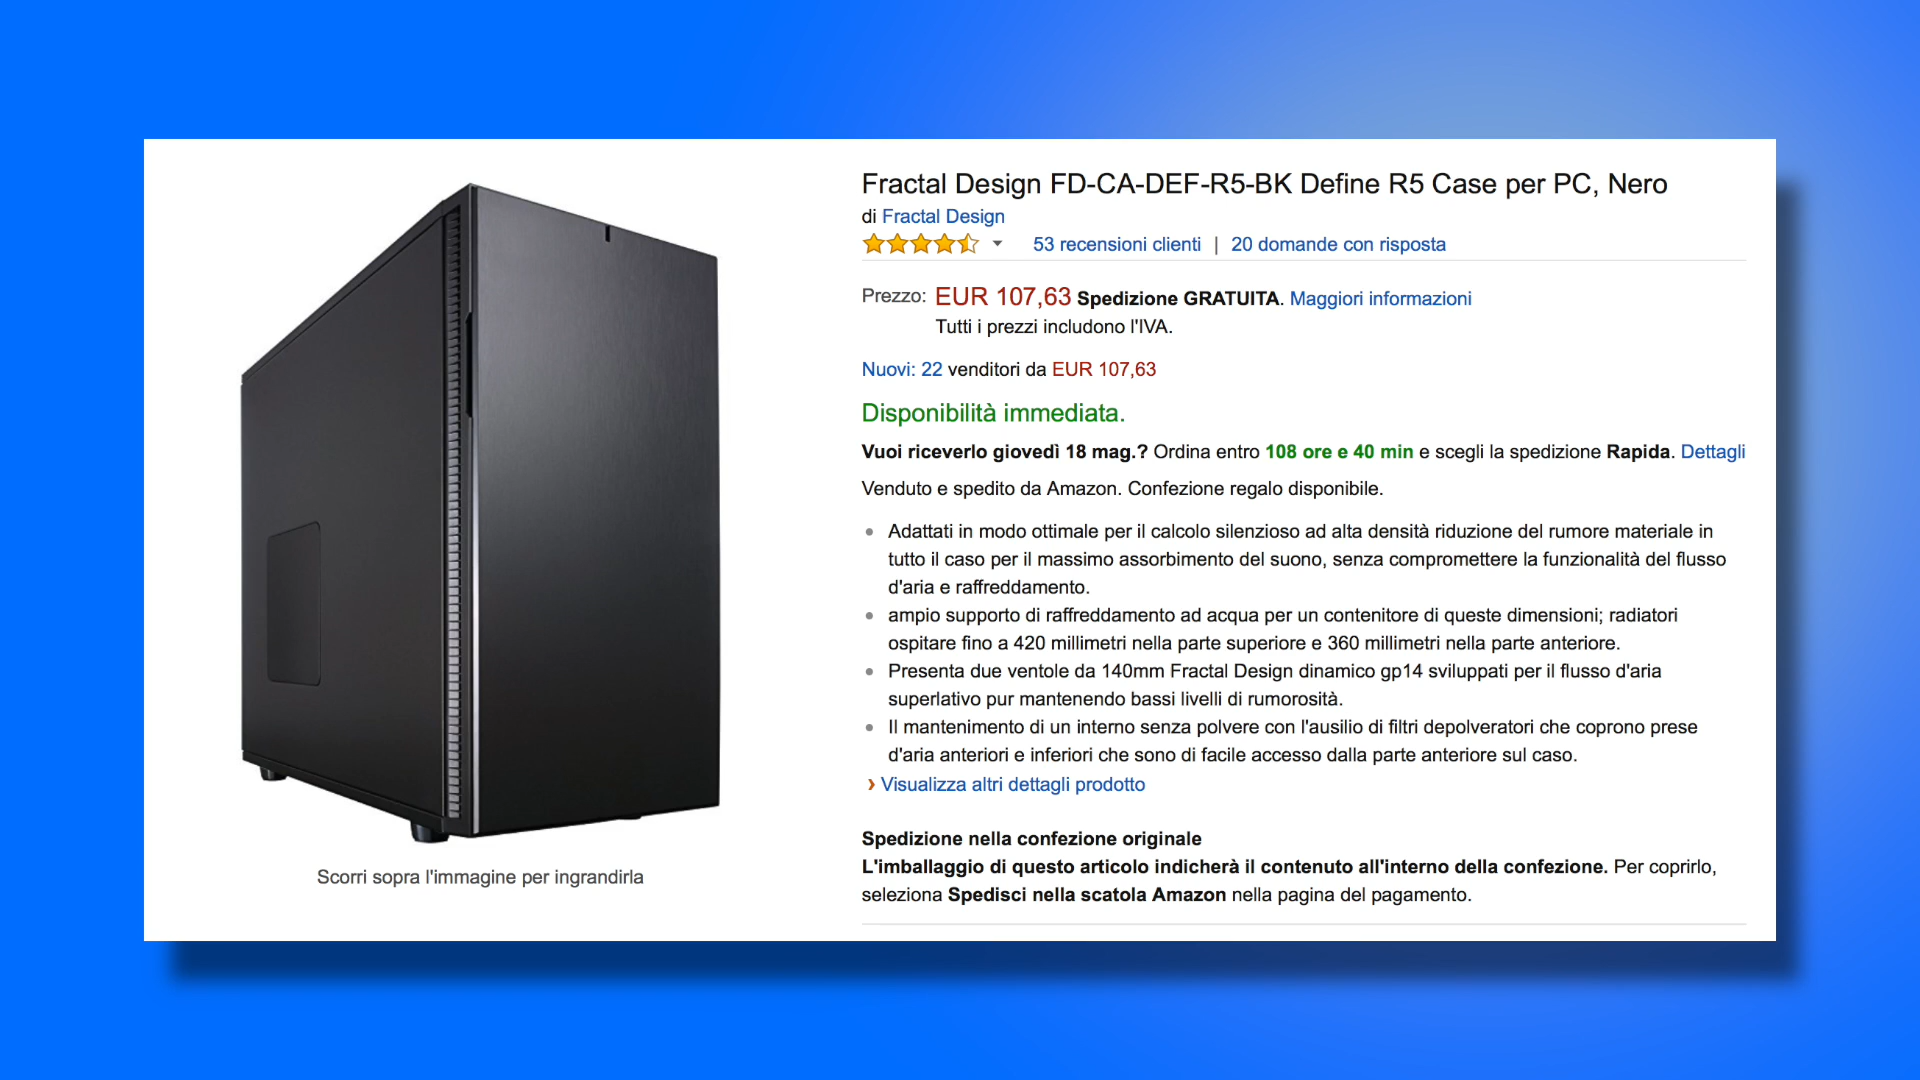 Fractal Design FD-CA-DEF-R5-BK Define R5 Case per PC, Nero
di Fractal Design
53 recensioni clienti | 20 domande con risposta
Prezzo: EUR 107,63 Spedizione GRATUITA. Maggiori informazioni
Tutti i prezzi includono l'IVA.
Nuovi: 22 venditori da EUR 107,63
Disponibilità immediata.
Vuoi riceverlo giovedì 18 mag.? Ordina entro 108 ore e 40 min e scegli la spedizione Rapida. Dettagli
Venduto e spedito da Amazon. Confezione regalo disponibile.
Adattati in modo ottimale per il calcolo silenzioso ad alta densità riduzione del rumore materiale in
tutto il caso per il massimo assorbimento del suono, senza compromettere la funzionalità del flusso
d'aria e raffreddamento.
ampio supporto di raffreddamento ad acqua per un contenitore di queste dimensioni; radiatori
ospitare fino a 420 millimetri nella parte superiore e 360 millimetri nella parte anteriore.
Presenta due ventole da 140mm Fractal Design dinamico gp14 sviluppati per il flusso d'aria
superlativo pur mantenendo bassi livelli di rumorosità.
Il mantenimento di un interno senza polvere con l'ausilio di filtri depolveratori che coprono prese
d'aria anteriori e inferiori che sono di facile accesso dalla parte anteriore sul caso.
› Visualizza altri dettagli prodotto
Spedizione nella confezione originale
L'imballaggio di questo articolo indicherà il contenuto all'interno della confezione. Per coprirlo,
seleziona Spedisci nella scatola Amazon nella pagina del pagamento.
Scorri sopra l'immagine per ingrandirla